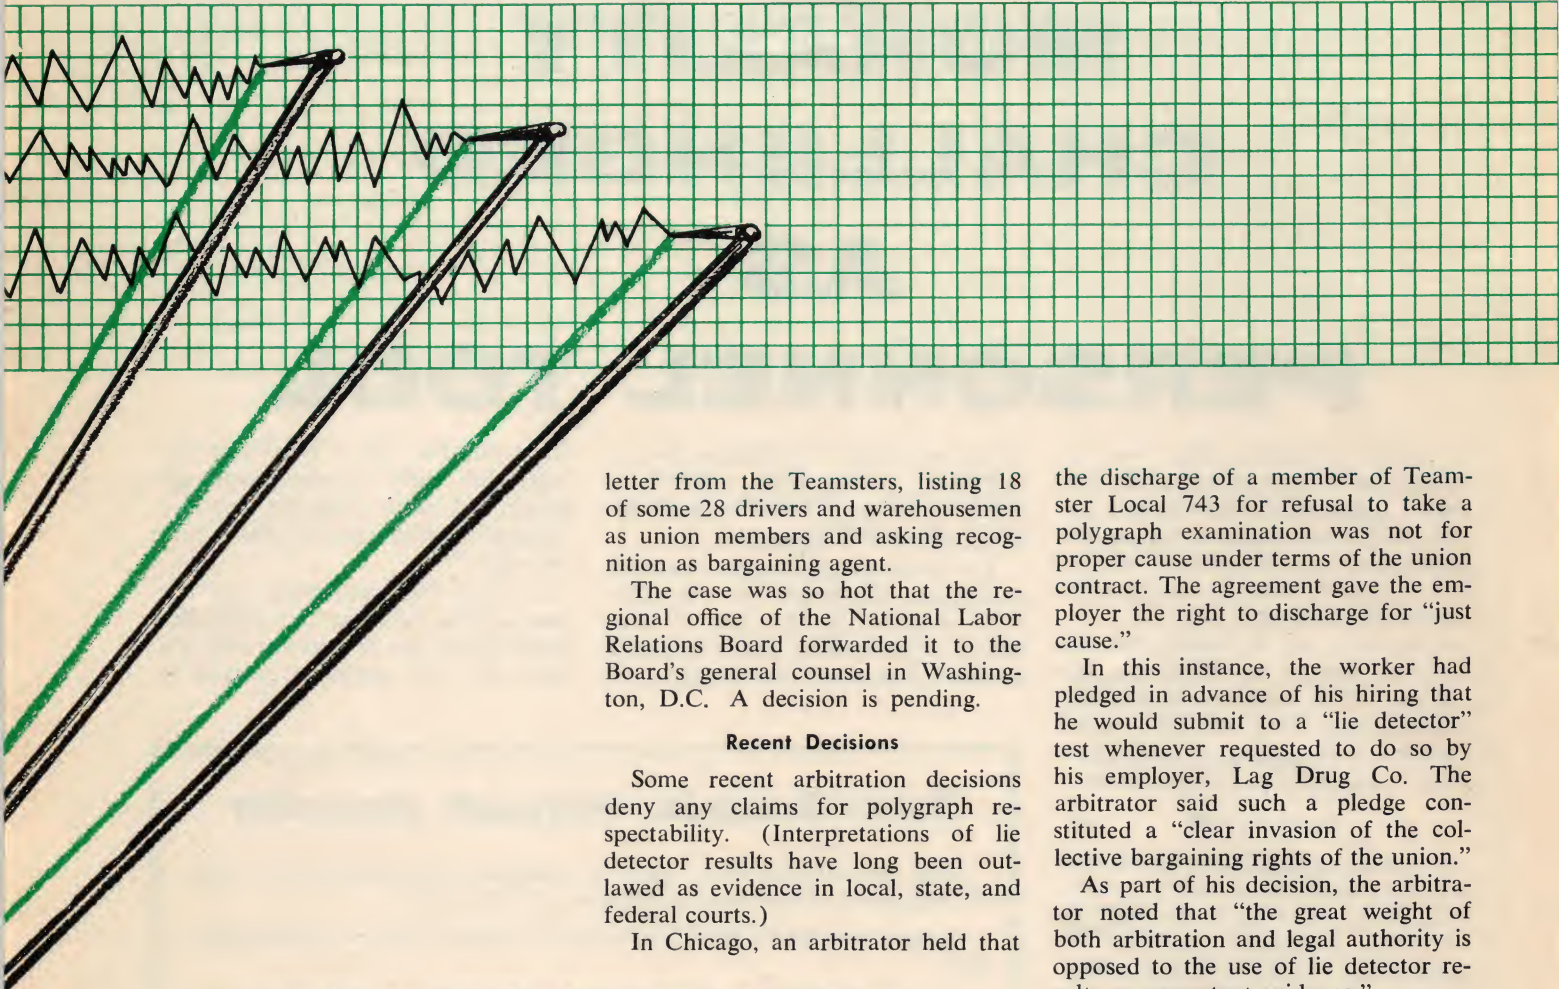 letter from the Teamsters, listing 18
of some 28 drivers and warehousemen
as union members and asking recog-
nition as bargaining agent.
The case was so hot that the re-
gional office of the National Labor
Relations Board forwarded it to the
Board's general counsel in Washing-
ton, D.C. A decision is pending.
Recent Decisions
Some recent arbitration decisions
deny any claims for polygraph re-
spectability. (Interpretations of lie
detector results have long been out-
lawed as evidence in local, state, and
federal courts.)
In Chicago, an arbitrator held that
the discharge of a member of Team-
ster Local 743 for refusal to take a
polygraph examination was not for
proper cause under terms of the union
contract. The agreement gave the em-
ployer the right to discharge for “just
cause.”
In this instance, the worker had
pledged in advance of his hiring that
he would submit to a “lie detector”
test whenever requested to do so by
his employer, Lag Drug Co. The
arbitrator said such a pledge con-
stituted a “clear invasion of the col-
lective bargaining rights of the union.”
As part of his decision, the arbitra-
tor noted that “the great weight of
both arbitration and legal authority is
opposed to the use of lie detector re-